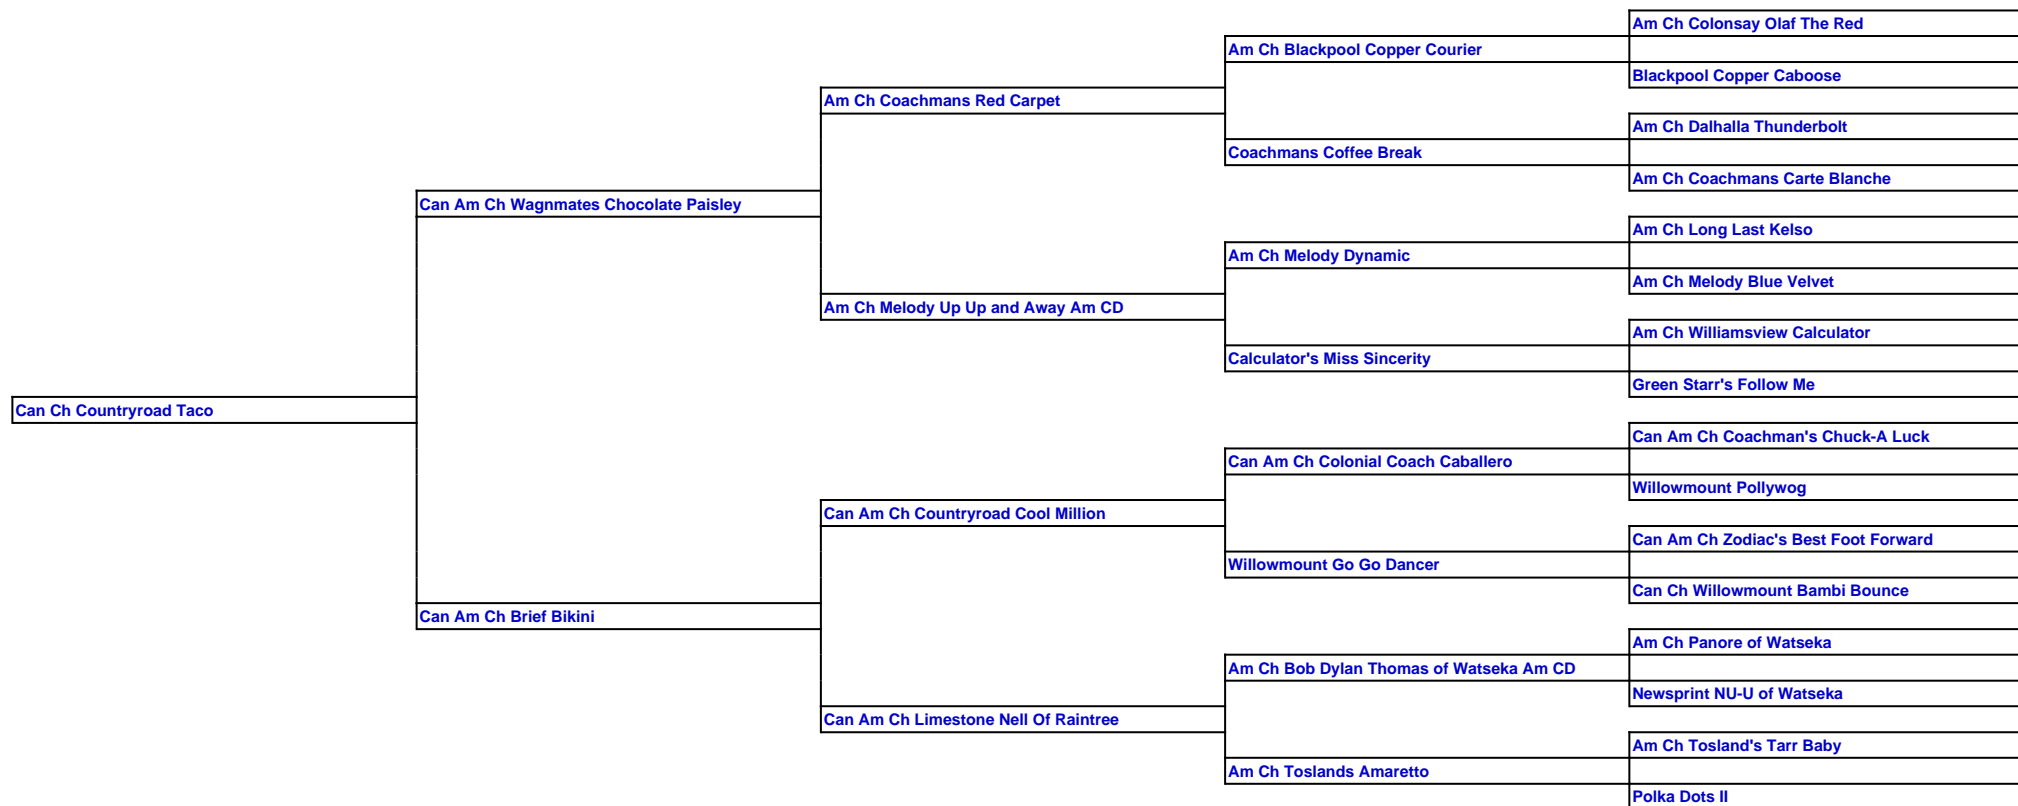 Am Ch Colonsay Olaf The Red
Am Ch Blackpool Copper Courier
Blackpool Copper Caboose
Am Ch Coachmans Red Carpet
Am Ch Dalhalla Thunderbolt
Coachmans Coffee Break
Am Ch Coachmans Carte Blanche
Can Am Ch Wagnmates Chocolate Paisley
Am Ch Long Last Kelso
Am Ch Melody Dynamic
Am Ch Melody Blue Velvet
Am Ch Melody Up Up and Away Am CD
Am Ch Williamsview Calculator
Calculator's Miss Sincerity
Green Starr's Follow Me
Can Ch Countryroad Taco
Can Am Ch Coachman's Chuck-A Luck
Can Am Ch Colonial Coach Caballero
Willowmount Pollywog
Can Am Ch Countryroad Cool Million
Can Am Ch Zodiac's Best Foot Forward
Willowmount Go Go Dancer
Can Ch Willowmount Bambi Bounce
Can Am Ch Brief Bikini
Am Ch Panore of Watseka
Am Ch Bob Dylan Thomas of Watseka Am CD
Newsprint NU-U of Watseka
Can Am Ch Limestone Nell Of Raintree
Am Ch Tosland's Tarr Baby
Am Ch Toslands Amaretto
Polka Dots II